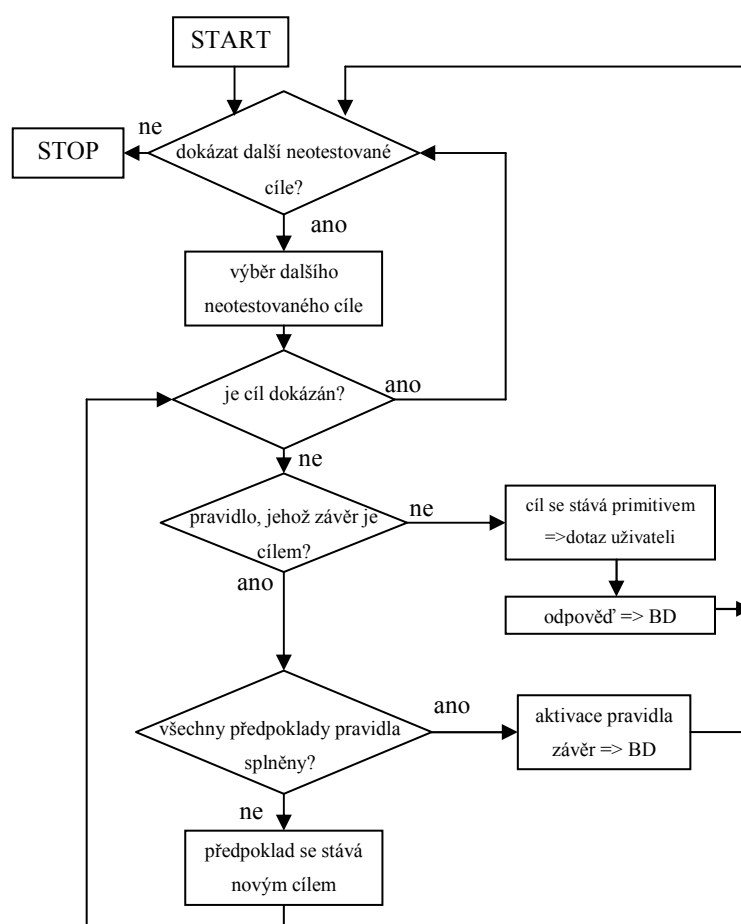 START
ne
STOP
dokázat další neotestované
cíle?
ano
výběr dalšího
neotestovaného cíle
je cíl dokázán?
ano
ne
pravidlo, jehož závěr je
cílem?
ne
cíl se stává primitivem
=>dotaz uživateli
ano
odpověď => BD
všechny předpoklady pravidla
splněny?
ano
aktivace pravidla
závěr => BD
ne
předpoklad se stává
novým cílem